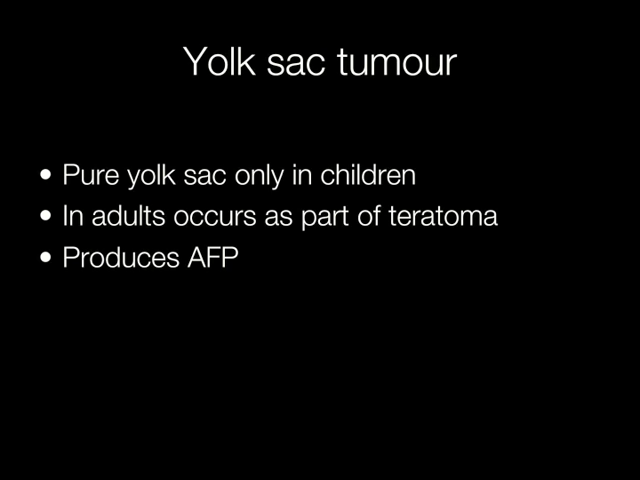 Yolk sac tumour
• Pure yolk sac only in children
• In adults occurs as part of teratoma
• Produces AFP